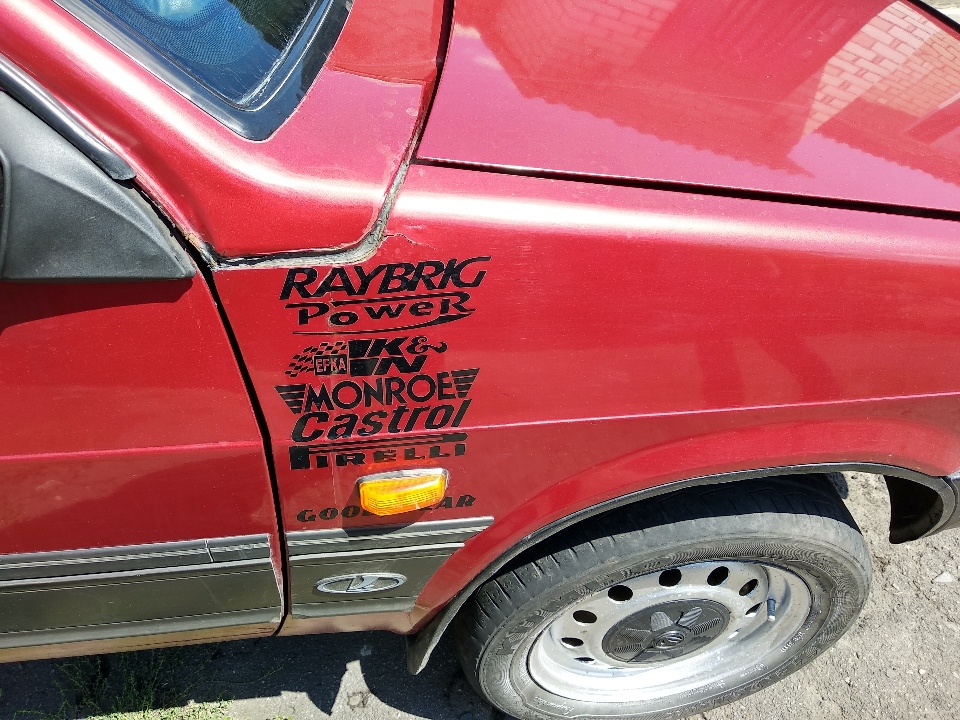 RAYBRIG
Power
EFKA K&N
MONROE
Castrol
PIRELLI